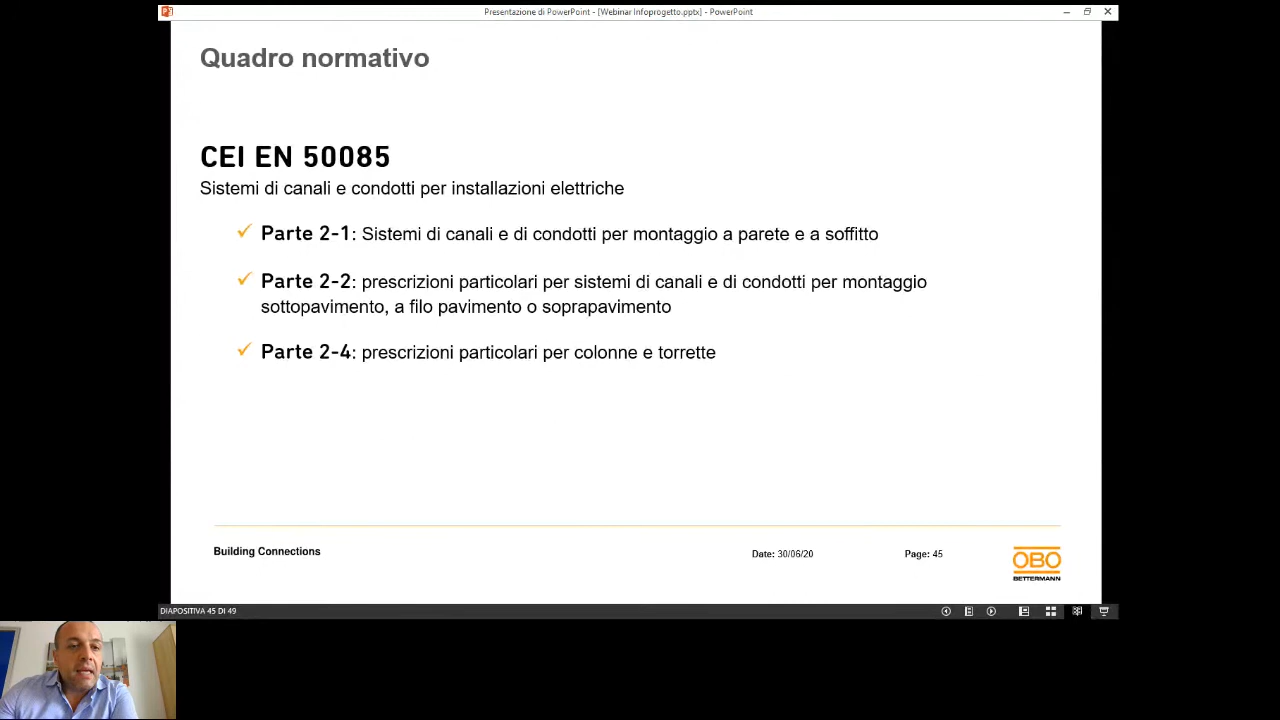 Presentazione di PowerPoint - [Webinar Infoprogetto.pptx] - PowerPoint
Quadro normativo
CEI EN 50085
Sistemi di canali e condotti per installazioni elettriche
Parte 2-1: Sistemi di canali e di condotti per montaggio a parete e a soffitto
Parte 2-2: prescrizioni particolari per sistemi di canali e di condotti per montaggio
sottopavimento, a filo pavimento o soprapavimento
Parte 2-4: prescrizioni particolari per colonne e torrette
Building Connections
Date: 30/06/20
Page: 45
OBO
BETTERMANN
DIAPOSITIVA 45 DI 49